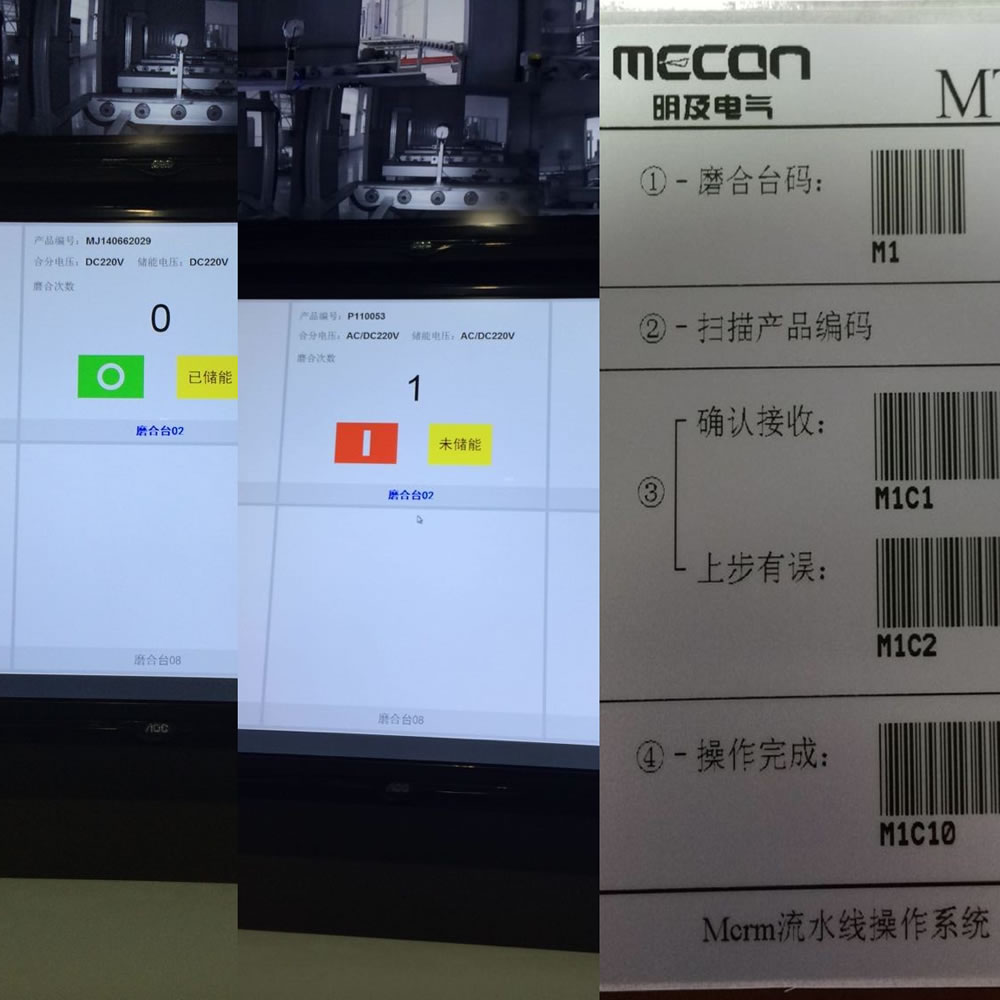 产品编号：MJ140662029
合分电压：DC220V 储能电压：DC220V
磨合次数
0
已储能
磨合台02
磨合台08
AOC
产品编号：P110053
合分电压：AC/DC220V 储能电压：AC/DC220V
磨合次数
1
未储能
磨合台02
磨合台08
MECAN
明及电气
①-磨合台码：
M1
②-扫描产品编码
③
确认接收：
M1C1
上步有误：
M1C2
④-操作完成：
M1C10
Mcrm流水线操作系统